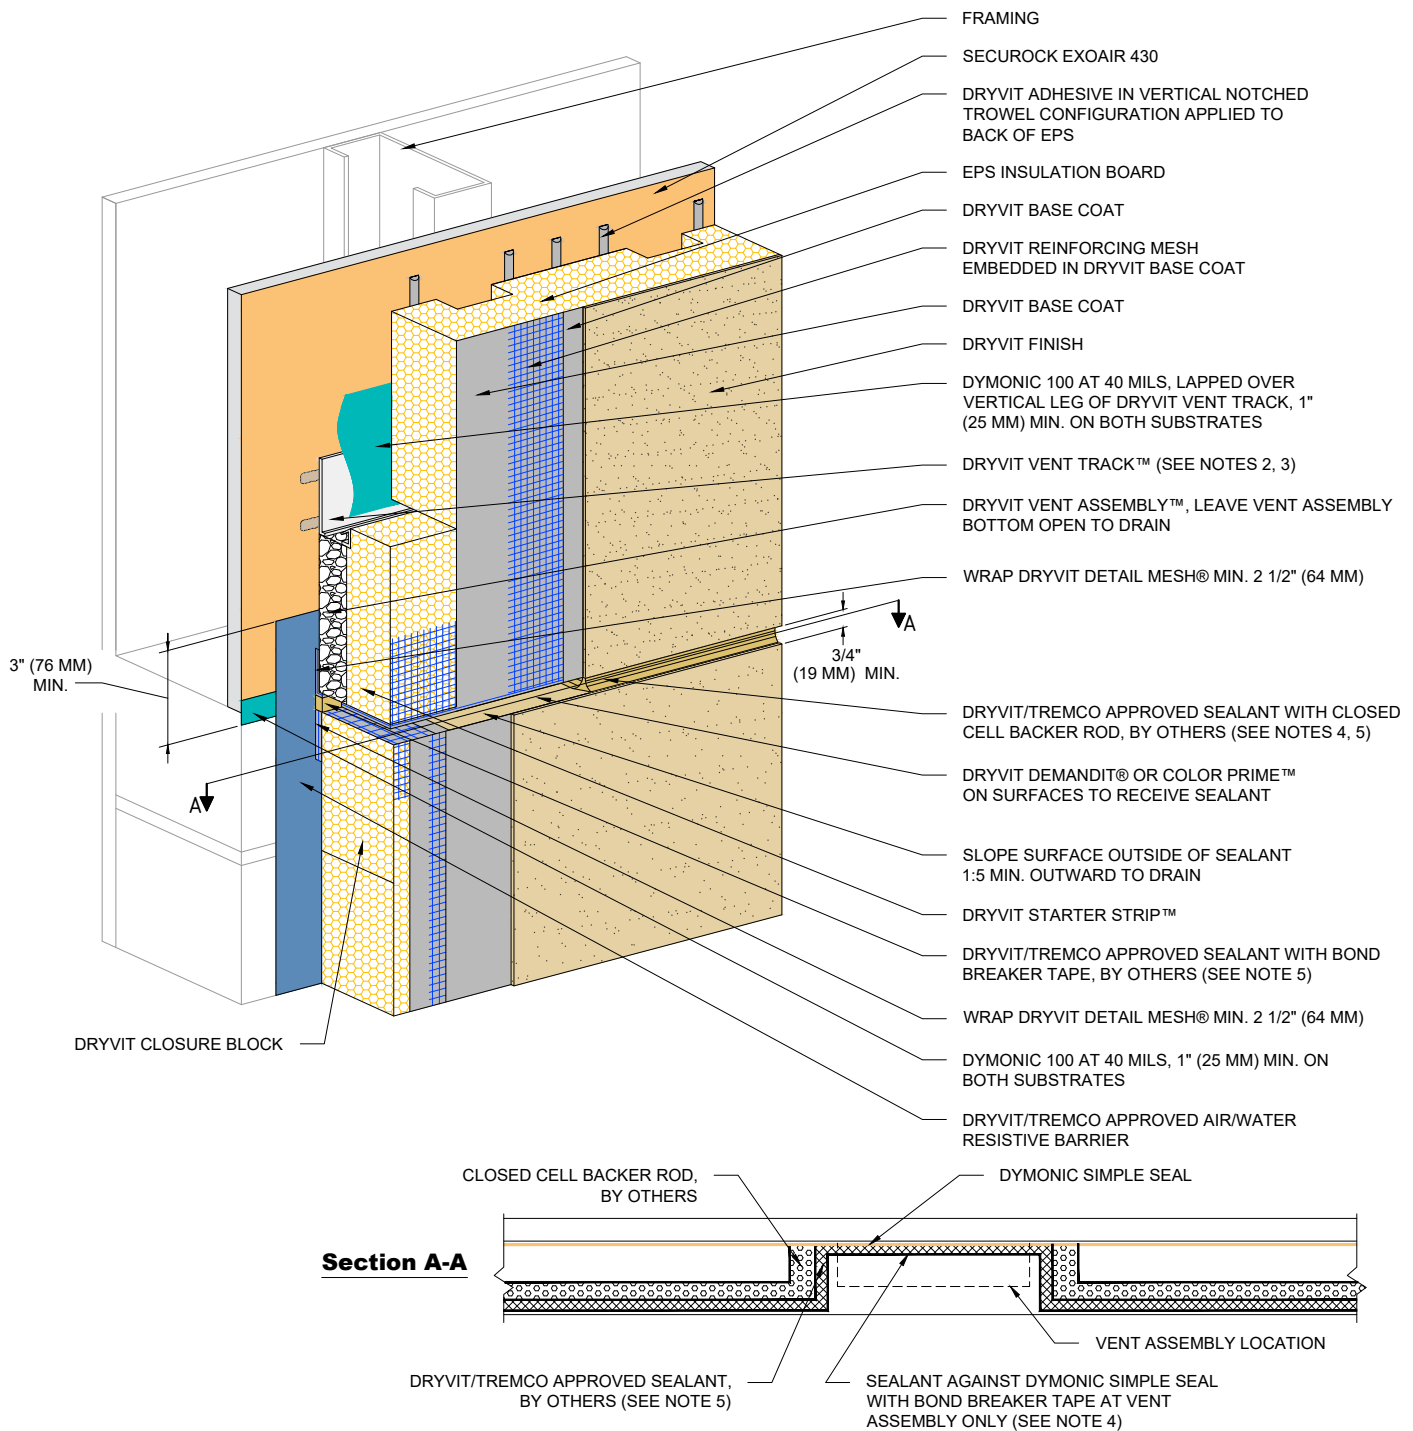 FRAMING
SECUROCK EXOAIR 430
DRYVIT ADHESIVE IN VERTICAL NOTCHED
TROWEL CONFIGURATION APPLIED TO
BACK OF EPS
EPS INSULATION BOARD
DRYVIT BASE COAT
DRYVIT REINFORCING MESH
EMBEDDED IN DRYVIT BASE COAT
DRYVIT BASE COAT
DRYVIT FINISH
DYMONIC 100 AT 40 MILS, LAPPED OVER
VERTICAL LEG OF DRYVIT VENT TRACK, 1"
(25 MM) MIN. ON BOTH SUBSTRATES
DRYVIT VENT TRACK™ (SEE NOTES 2, 3)
DRYVIT VENT ASSEMBLY™, LEAVE VENT ASSEMBLY
BOTTOM OPEN TO DRAIN
WRAP DRYVIT DETAIL MESH® MIN. 2 1/2" (64 MM)
A
3/4"
(19 MM) MIN.
3" (76 MM)
MIN.
A
DRYVIT/TREMCO APPROVED SEALANT WITH CLOSED
CELL BACKER ROD, BY OTHERS (SEE NOTES 4, 5)
DRYVIT DEMANDIT® OR COLOR PRIME™
ON SURFACES TO RECEIVE SEALANT
SLOPE SURFACE OUTSIDE OF SEALANT
1:5 MIN. OUTWARD TO DRAIN
DRYVIT STARTER STRIP™
DRYVIT/TREMCO APPROVED SEALANT WITH BOND
BREAKER TAPE, BY OTHERS (SEE NOTE 5)
WRAP DRYVIT DETAIL MESH® MIN. 2 1/2" (64 MM)
DRYVIT CLOSURE BLOCK
DYMONIC 100 AT 40 MILS, 1" (25 MM) MIN. ON
BOTH SUBSTRATES
DRYVIT/TREMCO APPROVED AIR/WATER
RESISTIVE BARRIER
CLOSED CELL BACKER ROD,
BY OTHERS
DYMONIC SIMPLE SEAL
Section A-A
VENT ASSEMBLY LOCATION
DRYVIT/TREMCO APPROVED SEALANT,
BY OTHERS (SEE NOTE 5)
SEALANT AGAINST DYMONIC SIMPLE SEAL
WITH BOND BREAKER TAPE AT VENT
ASSEMBLY ONLY (SEE NOTE 4)